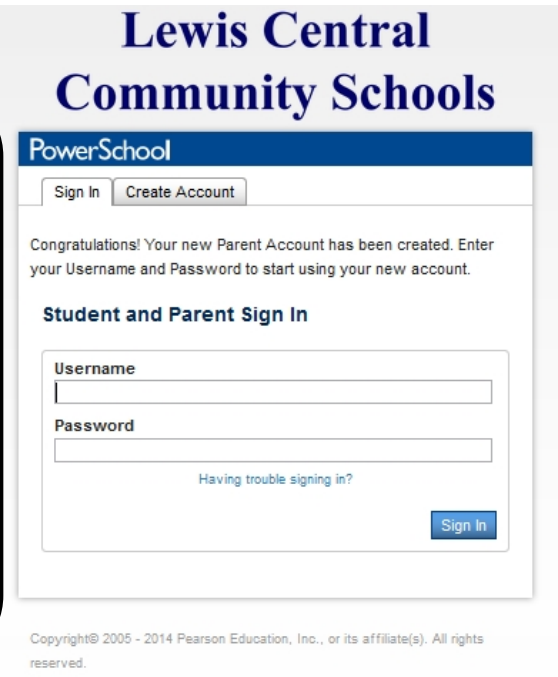 Lewis Central
Community Schools
PowerSchool
Sign In
Create Account
Congratulations! Your new Parent Account has been created. Enter
your Username and Password to start using your new account.
Student and Parent Sign In
Username
Password
Having trouble signing in?
Sign In
Copyright© 2005 - 2014 Pearson Education, Inc., or its affiliate(s). All rights
reserved.